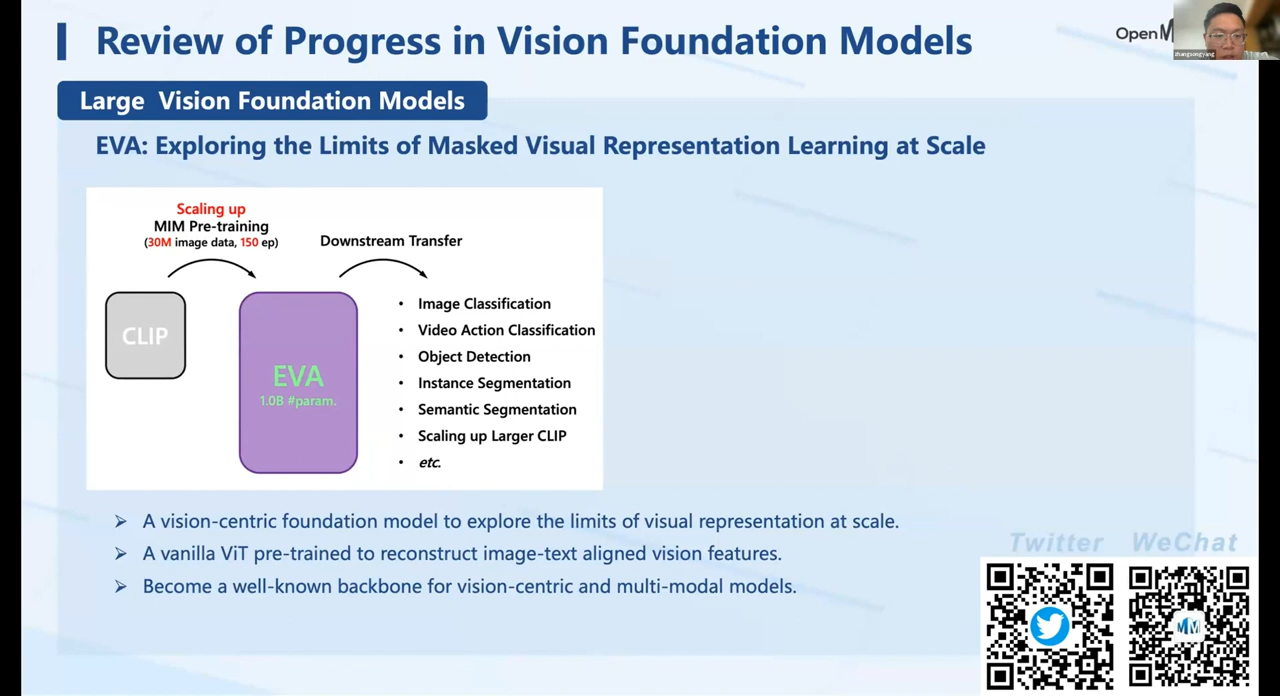 Review of Progress in Vision Foundation Models
Open
zhangsongyang
Large Vision Foundation Models
EVA: Exploring the Limits of Masked Visual Representation Learning at Scale
Scaling up
MIM Pre-training
(30M image data, 150 ep)
Downstream Transfer
CLIP
EVA
1.0B #param.
• Image Classification
• Video Action Classification
• Object Detection
• Instance Segmentation
• Semantic Segmentation
• Scaling up Larger CLIP
• etc.
➢ A vision-centric foundation model to explore the limits of visual representation at scale.
➢ A vanilla ViT pre-trained to reconstruct image-text aligned vision features.
➢ Become a well-known backbone for vision-centric and multi-modal models.
Twitter WeChat
MM